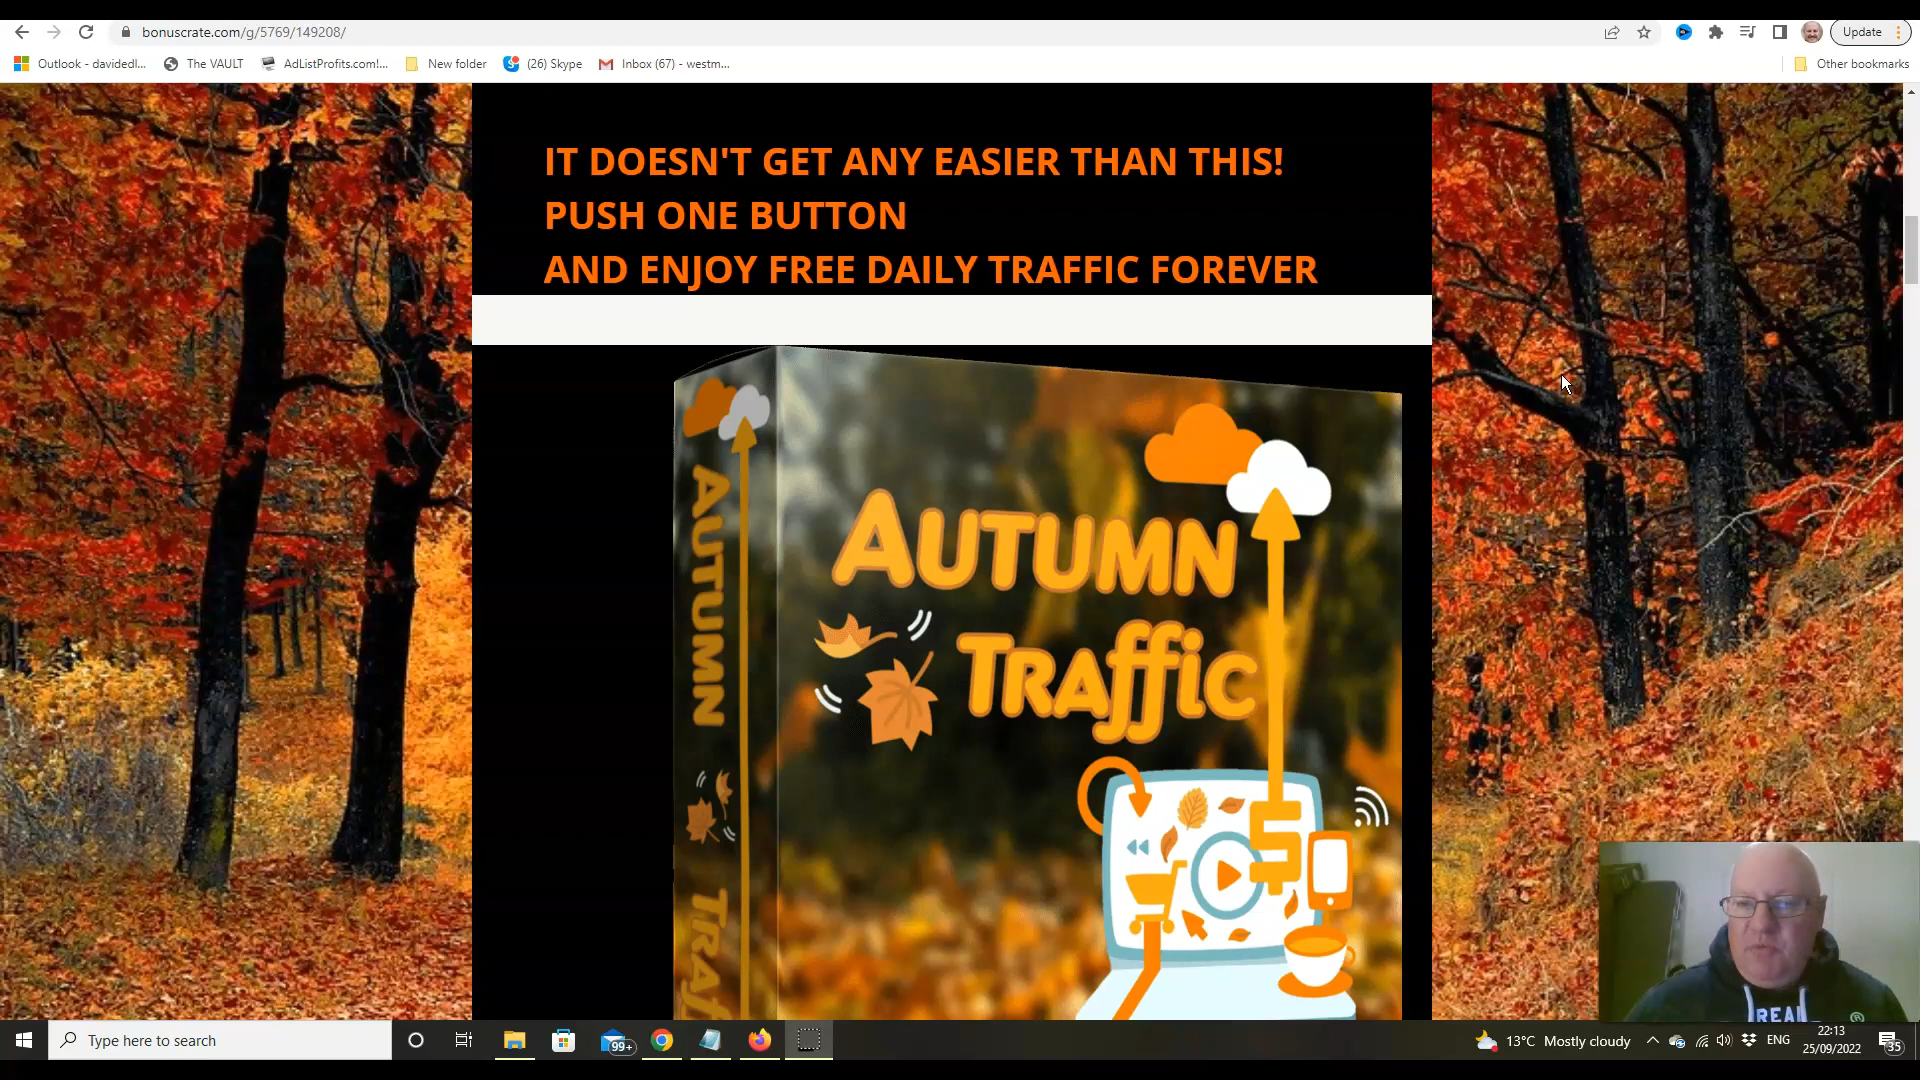 bonuscrate.com/g/5769/149208/
Update
Outlook - davidedl...
The VAULT
AdListProfits.com!...
New folder
(26) Skype
Inbox (67) - westm...
Other bookmarks
IT DOESN'T GET ANY EASIER THAN THIS!
PUSH ONE BUTTON
AND ENJOY FREE DAILY TRAFFIC FOREVER
AUTUMN
TRAFFIC
AUTUMN
TRAFF
REAL
®
Type here to search
99+
13°C Mostly cloudy
ENG
22:13
25/09/2022
35